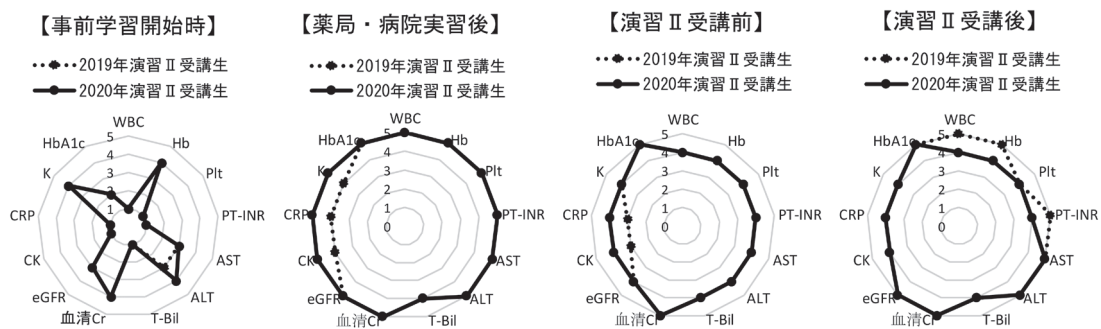 【事前学習開始時】
2019年演習Ⅱ受講生
2020年演習Ⅱ受講生
WBC
Hb
Plt
PT-INR
AST
ALT
T-Bil
血清Cr
eGFR
CK
CRP
K
HbA1c
5
4
3
2
1
0
【薬局・病院実習後】
2019年演習Ⅱ受講生
2020年演習Ⅱ受講生
WBC
Hb
Plt
PT-INR
AST
ALT
T-Bil
血清Cr
eGFR
CK
CRP
K
HbA1c
5
4
3
2
1
0
【演習Ⅱ受講前】
2019年演習Ⅱ受講生
2020年演習Ⅱ受講生
WBC
Hb
Plt
PT-INR
AST
ALT
T-Bil
血清Cr
eGFR
CK
CRP
K
HbA1c
5
4
3
2
1
0
【演習Ⅱ受講後】
2019年演習Ⅱ受講生
2020年演習Ⅱ受講生
WBC
Hb
Plt
PT-INR
AST
ALT
T-Bil
血清Cr
eGFR
CK
CRP
K
HbA1c
5
4
3
2
1
0